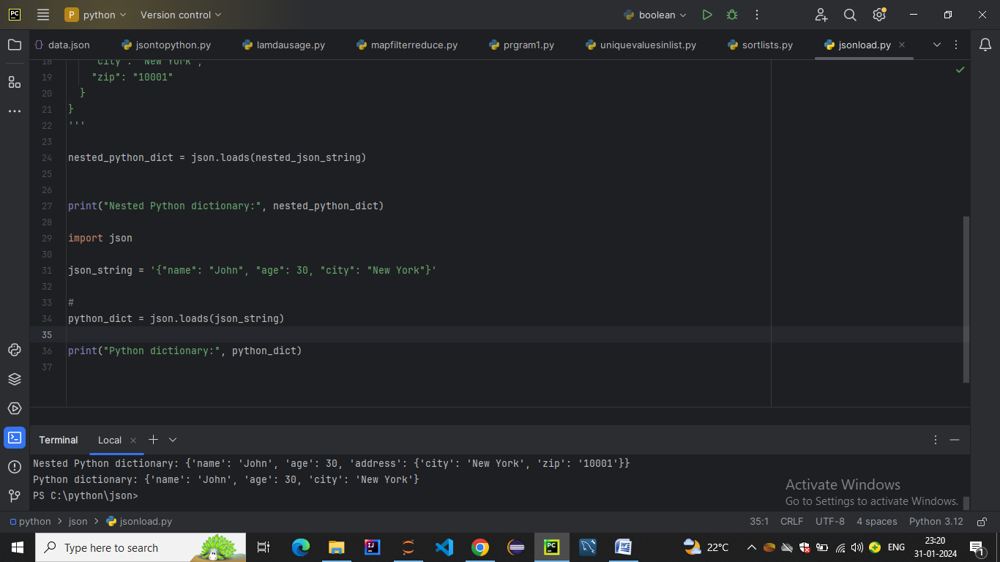 PC
P python Version control boolean
data.json jsontopython.py lamdausage.py mapfilterreduce.py prgram1.py uniquevaluesinlist.py sortlists.py jsonload.py
18 "city": "New York",
19 "zip": "10001"
20 }
21 }
22 '''
23
24 nested_python_dict = json.loads(nested_json_string)
25
26
27 print("Nested Python dictionary:", nested_python_dict)
28
29 import json
30
31 json_string = '{"name": "John", "age": 30, "city": "New York"}'
32
33 #
34 python_dict = json.loads(json_string)
35
36 print("Python dictionary:", python_dict)
37
Terminal Local
Nested Python dictionary: {'name': 'John', 'age': 30, 'address': {'city': 'New York', 'zip': '10001'}}
Python dictionary: {'name': 'John', 'age': 30, 'city': 'New York'}
PS C:\python\json>
Activate Windows
Go to Settings to activate Windows.
python > json > jsonload.py 35:1 CRLF UTF-8 4 spaces Python 3.12
Type here to search IJ PC W 22°C ENG 23:20
31-01-2024 1